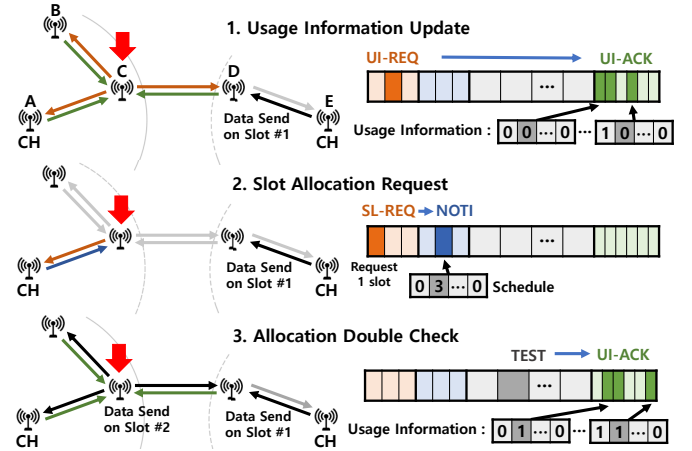 1. Usage Information Update
B
C
D
A
E
CH
CH
Data Send
on Slot #1
UI-REQ
UI-ACK
...
Usage Information :
0 0 ... 0 ... 1 0 ... 0
2. Slot Allocation Request
CH
CH
Data Send
on Slot #1
SL-REQ
NOTI
...
Request
1 slot
0 3 ... 0
Schedule
3. Allocation Double Check
CH
CH
Data Send
on Slot #2
Data Send
on Slot #1
TEST
UI-ACK
...
Usage Information :
0 1 ... 0 ... 1 1 ... 0